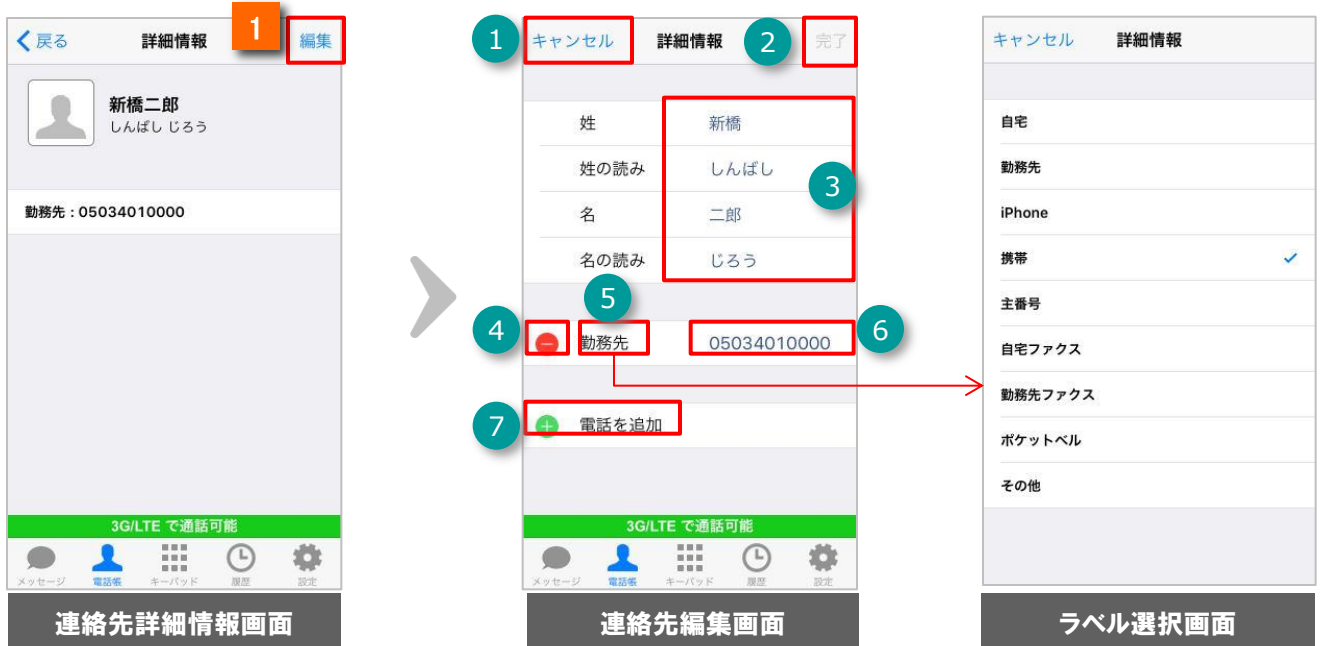 戻る 詳細情報 1 編集
新橋二郎
しんばし じろう
勤務先：05034010000
3G/LTE で通話可能
メッセージ 電話帳 キーパッド 履歴 設定
連絡先詳細情報画面
1 キャンセル 詳細情報 2 完了
姓 新橋
姓の読み しんばし
3
名 二郎
名の読み じろう
5
4 勤務先 05034010000 6
7 電話を追加
3G/LTE で通話可能
メッセージ 電話帳 キーパッド 履歴 設定
連絡先編集画面
キャンセル 詳細情報
自宅
勤務先
iPhone
携帯
主番号
自宅ファクス
勤務先ファクス
ポケットベル
その他
ラベル選択画面